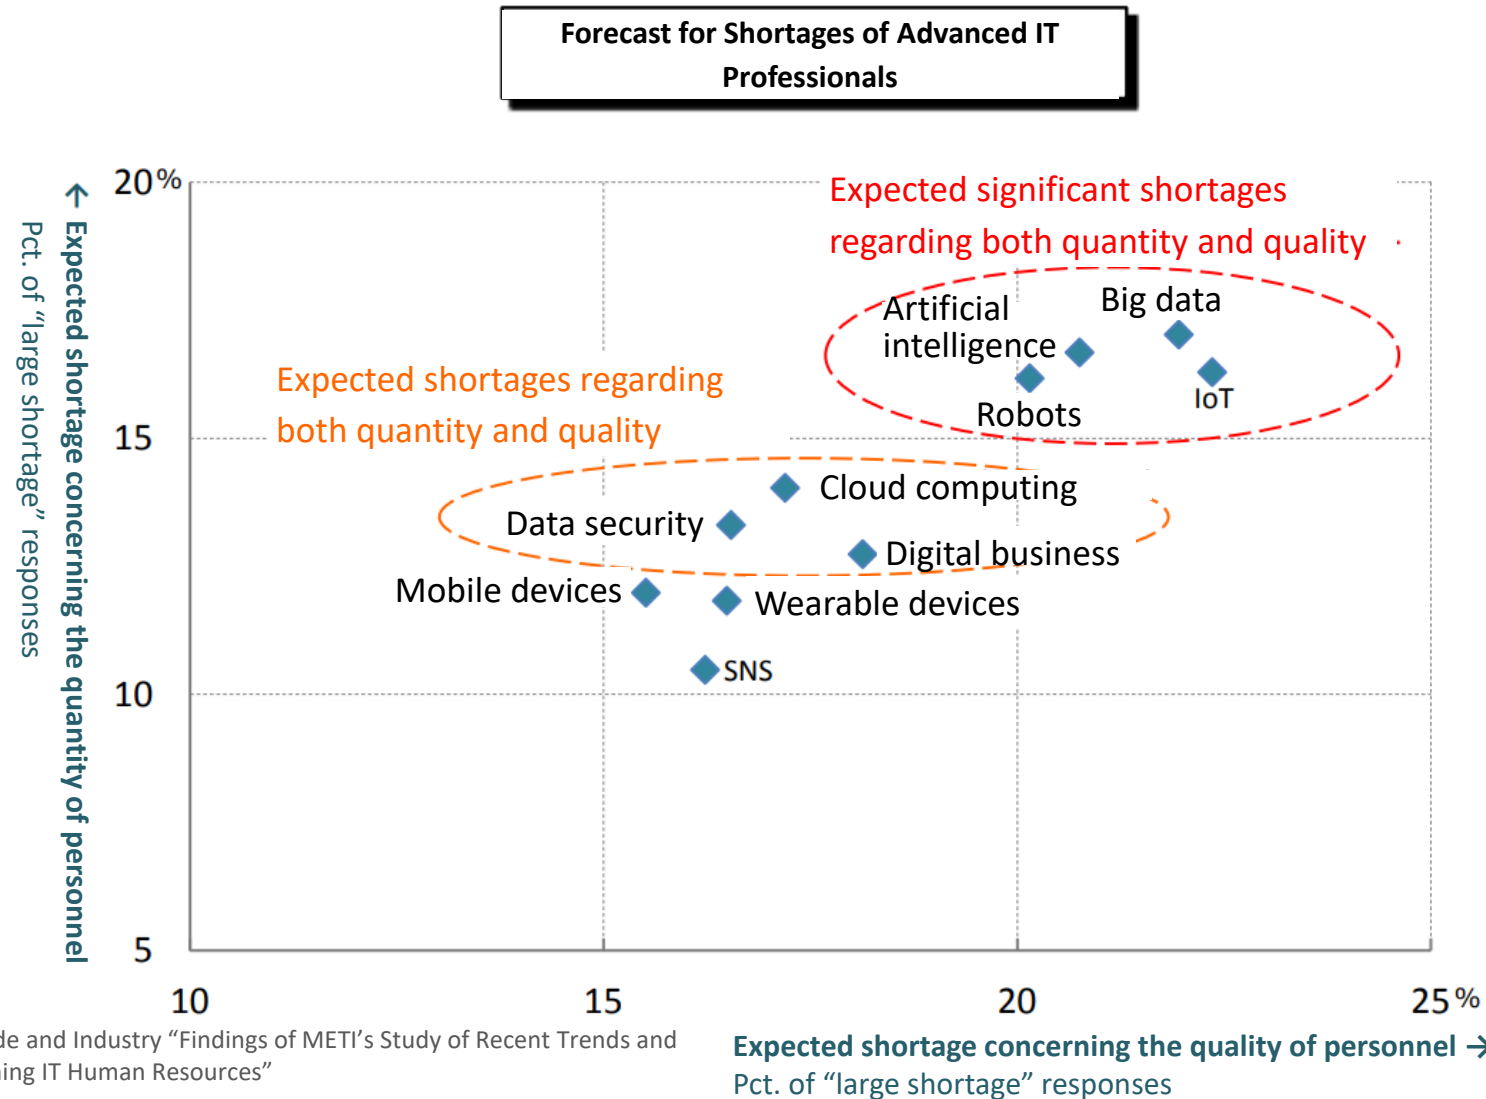 Forecast for Shortages of Advanced IT
Professionals
20%
15
10
5
← Expected shortage concerning the quantity of personnel
Pct. of “large shortage” responses
Expected significant shortages
regarding both quantity and quality
Artificial
intelligence
Big data
IoT
Robots
Expected shortages regarding
both quantity and quality
Cloud computing
Data security
Digital business
Mobile devices
Wearable devices
SNS
10
15
20
25%
and Industry “Findings of METI’s Study of Recent Trends and
IT Human Resources”
Expected shortage concerning the quality of personnel →
Pct. of “large shortage” responses